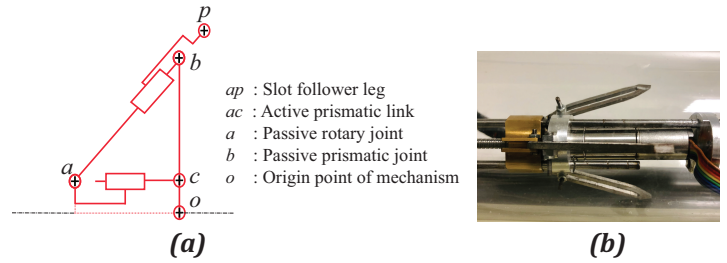 p
b
a
c
o
ap : Slot follower leg
ac : Active prismatic link
a : Passive rotary joint
b : Passive prismatic joint
o : Origin point of mechanism
(a)
(b)